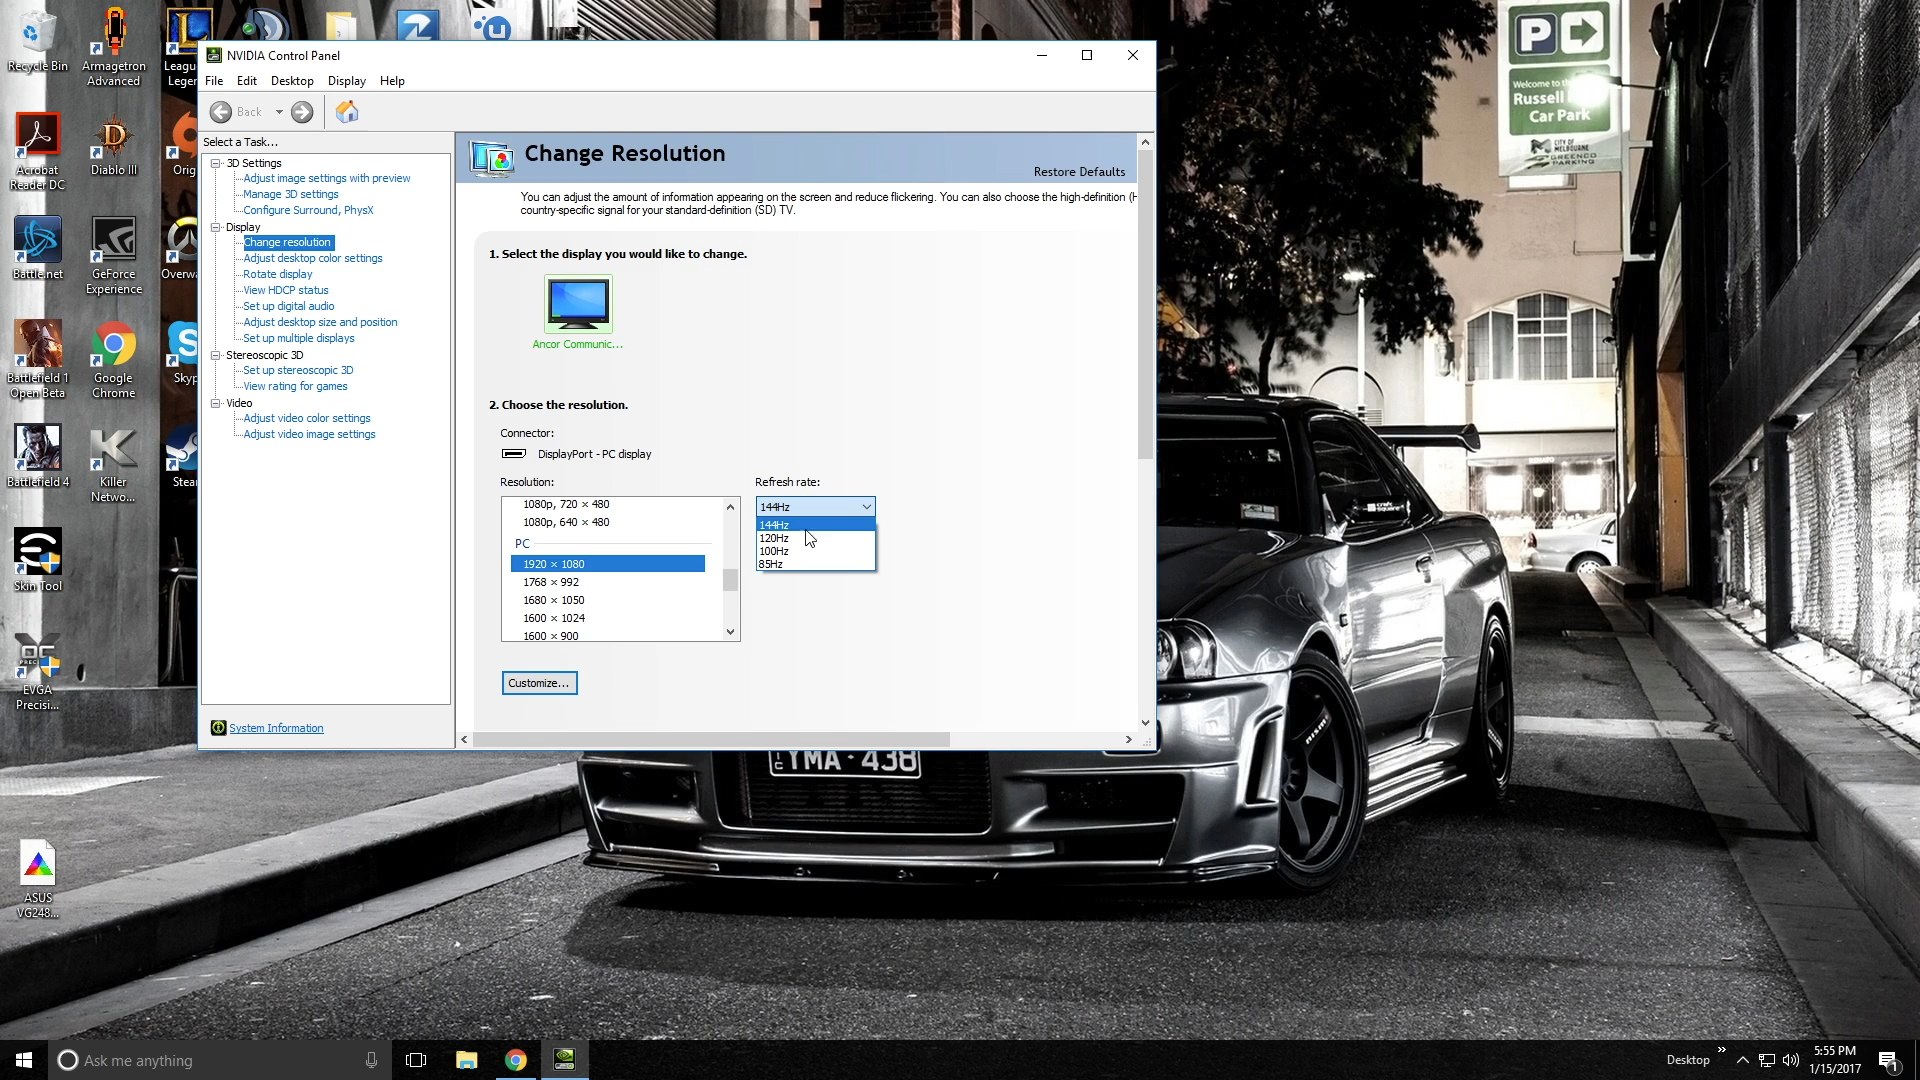 Recycle Bin
Armagetron
Advanced
Leagu
Leger
Acrobat
Reader DC
Diablo III
Orig
Battle.net
GeForce
Experience
Overwa
Battlefield 1
Open Beta
Google
Chrome
Skyp
Battlefield 4
Killer
Netwo...
Stear
Skin Tool
EVGA
Precisi...
ASUS
VG248...
NVIDIA Control Panel
File Edit Desktop Display Help
Back
Select a Task...
3D Settings
Adjust image settings with preview
Manage 3D settings
Configure Surround, PhysX
Display
Change resolution
Adjust desktop color settings
Rotate display
View HDCP status
Set up digital audio
Adjust desktop size and position
Set up multiple displays
Stereoscopic 3D
Set up stereoscopic 3D
View rating for games
Video
Adjust video color settings
Adjust video image settings
System Information
Change Resolution
Restore Defaults
You can adjust the amount of information appearing on the screen and reduce flickering. You can also choose the high-definition (H
country-specific signal for your standard-definition (SD) TV.
1. Select the display you would like to change.
Ancor Communic...
2. Choose the resolution.
Connector:
DisplayPort - PC display
Resolution:
1080p, 720 × 480
1080p, 640 × 480
PC
1920 × 1080
1768 × 992
1680 × 1050
1600 × 1024
1600 × 900
Refresh rate:
144Hz
144Hz
120Hz
100Hz
85Hz
Customize...
P
Welcome to th
Russell
Car Park
CITY OF
MELBOURNE
GREENCO
PARKING
YMA·438
nismo
Ask me anything
Desktop
5:55 PM
1/15/2017
1